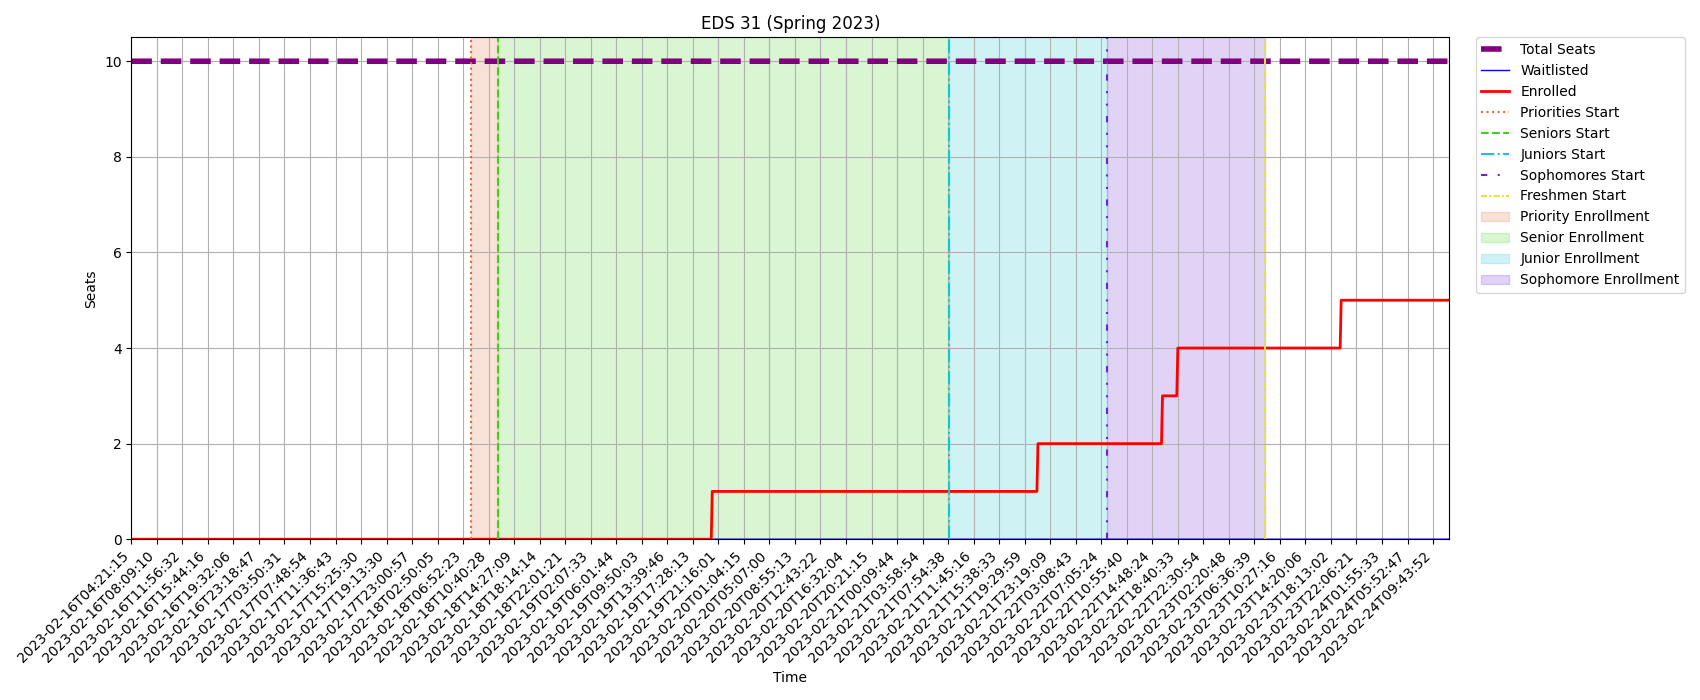 EDS 31 (Spring 2023)
Seats
10
8
6
4
2
0
2023-02-16T04:21:15
2023-02-16T08:09:10
2023-02-16T11:56:32
2023-02-16T15:44:16
2023-02-16T19:32:06
2023-02-16T23:18:47
2023-02-17T03:50:31
2023-02-17T07:48:54
2023-02-17T11:36:43
2023-02-17T15:25:30
2023-02-17T19:13:30
2023-02-17T23:00:57
2023-02-18T02:50:05
2023-02-18T06:52:23
2023-02-18T10:40:28
2023-02-18T14:27:09
2023-02-18T18:14:14
2023-02-18T22:01:21
2023-02-19T02:07:33
2023-02-19T06:01:44
2023-02-19T09:50:03
2023-02-19T13:39:46
2023-02-19T17:28:13
2023-02-19T21:16:01
2023-02-20T01:04:15
2023-02-20T05:07:00
2023-02-20T08:55:13
2023-02-20T12:43:22
2023-02-20T16:32:04
2023-02-20T20:21:15
2023-02-21T00:09:44
2023-02-21T03:58:54
2023-02-21T07:54:38
2023-02-21T11:45:16
2023-02-21T15:38:33
2023-02-21T19:29:59
2023-02-21T23:19:09
2023-02-22T03:08:43
2023-02-22T07:05:24
2023-02-22T10:55:40
2023-02-22T14:48:24
2023-02-22T18:40:33
2023-02-22T22:30:54
2023-02-23T02:20:48
2023-02-23T06:36:39
2023-02-23T10:27:16
2023-02-23T14:20:06
2023-02-23T18:13:02
2023-02-23T22:06:21
2023-02-24T01:55:33
2023-02-24T05:52:47
2023-02-24T09:43:52
Time
Total Seats
Waitlisted
Enrolled
Priorities Start
Seniors Start
Juniors Start
Sophomores Start
Freshmen Start
Priority Enrollment
Senior Enrollment
Junior Enrollment
Sophomore Enrollment